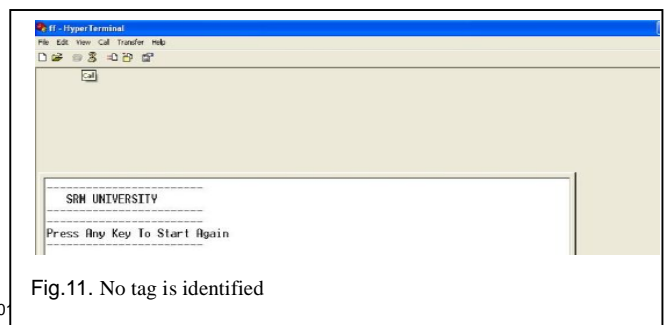 ff - HyperTerminal
File Edit View Call Transfer Help
Call
SRM UNIVERSITY
Press Any Key To Start Again
Fig.11. No tag is identified